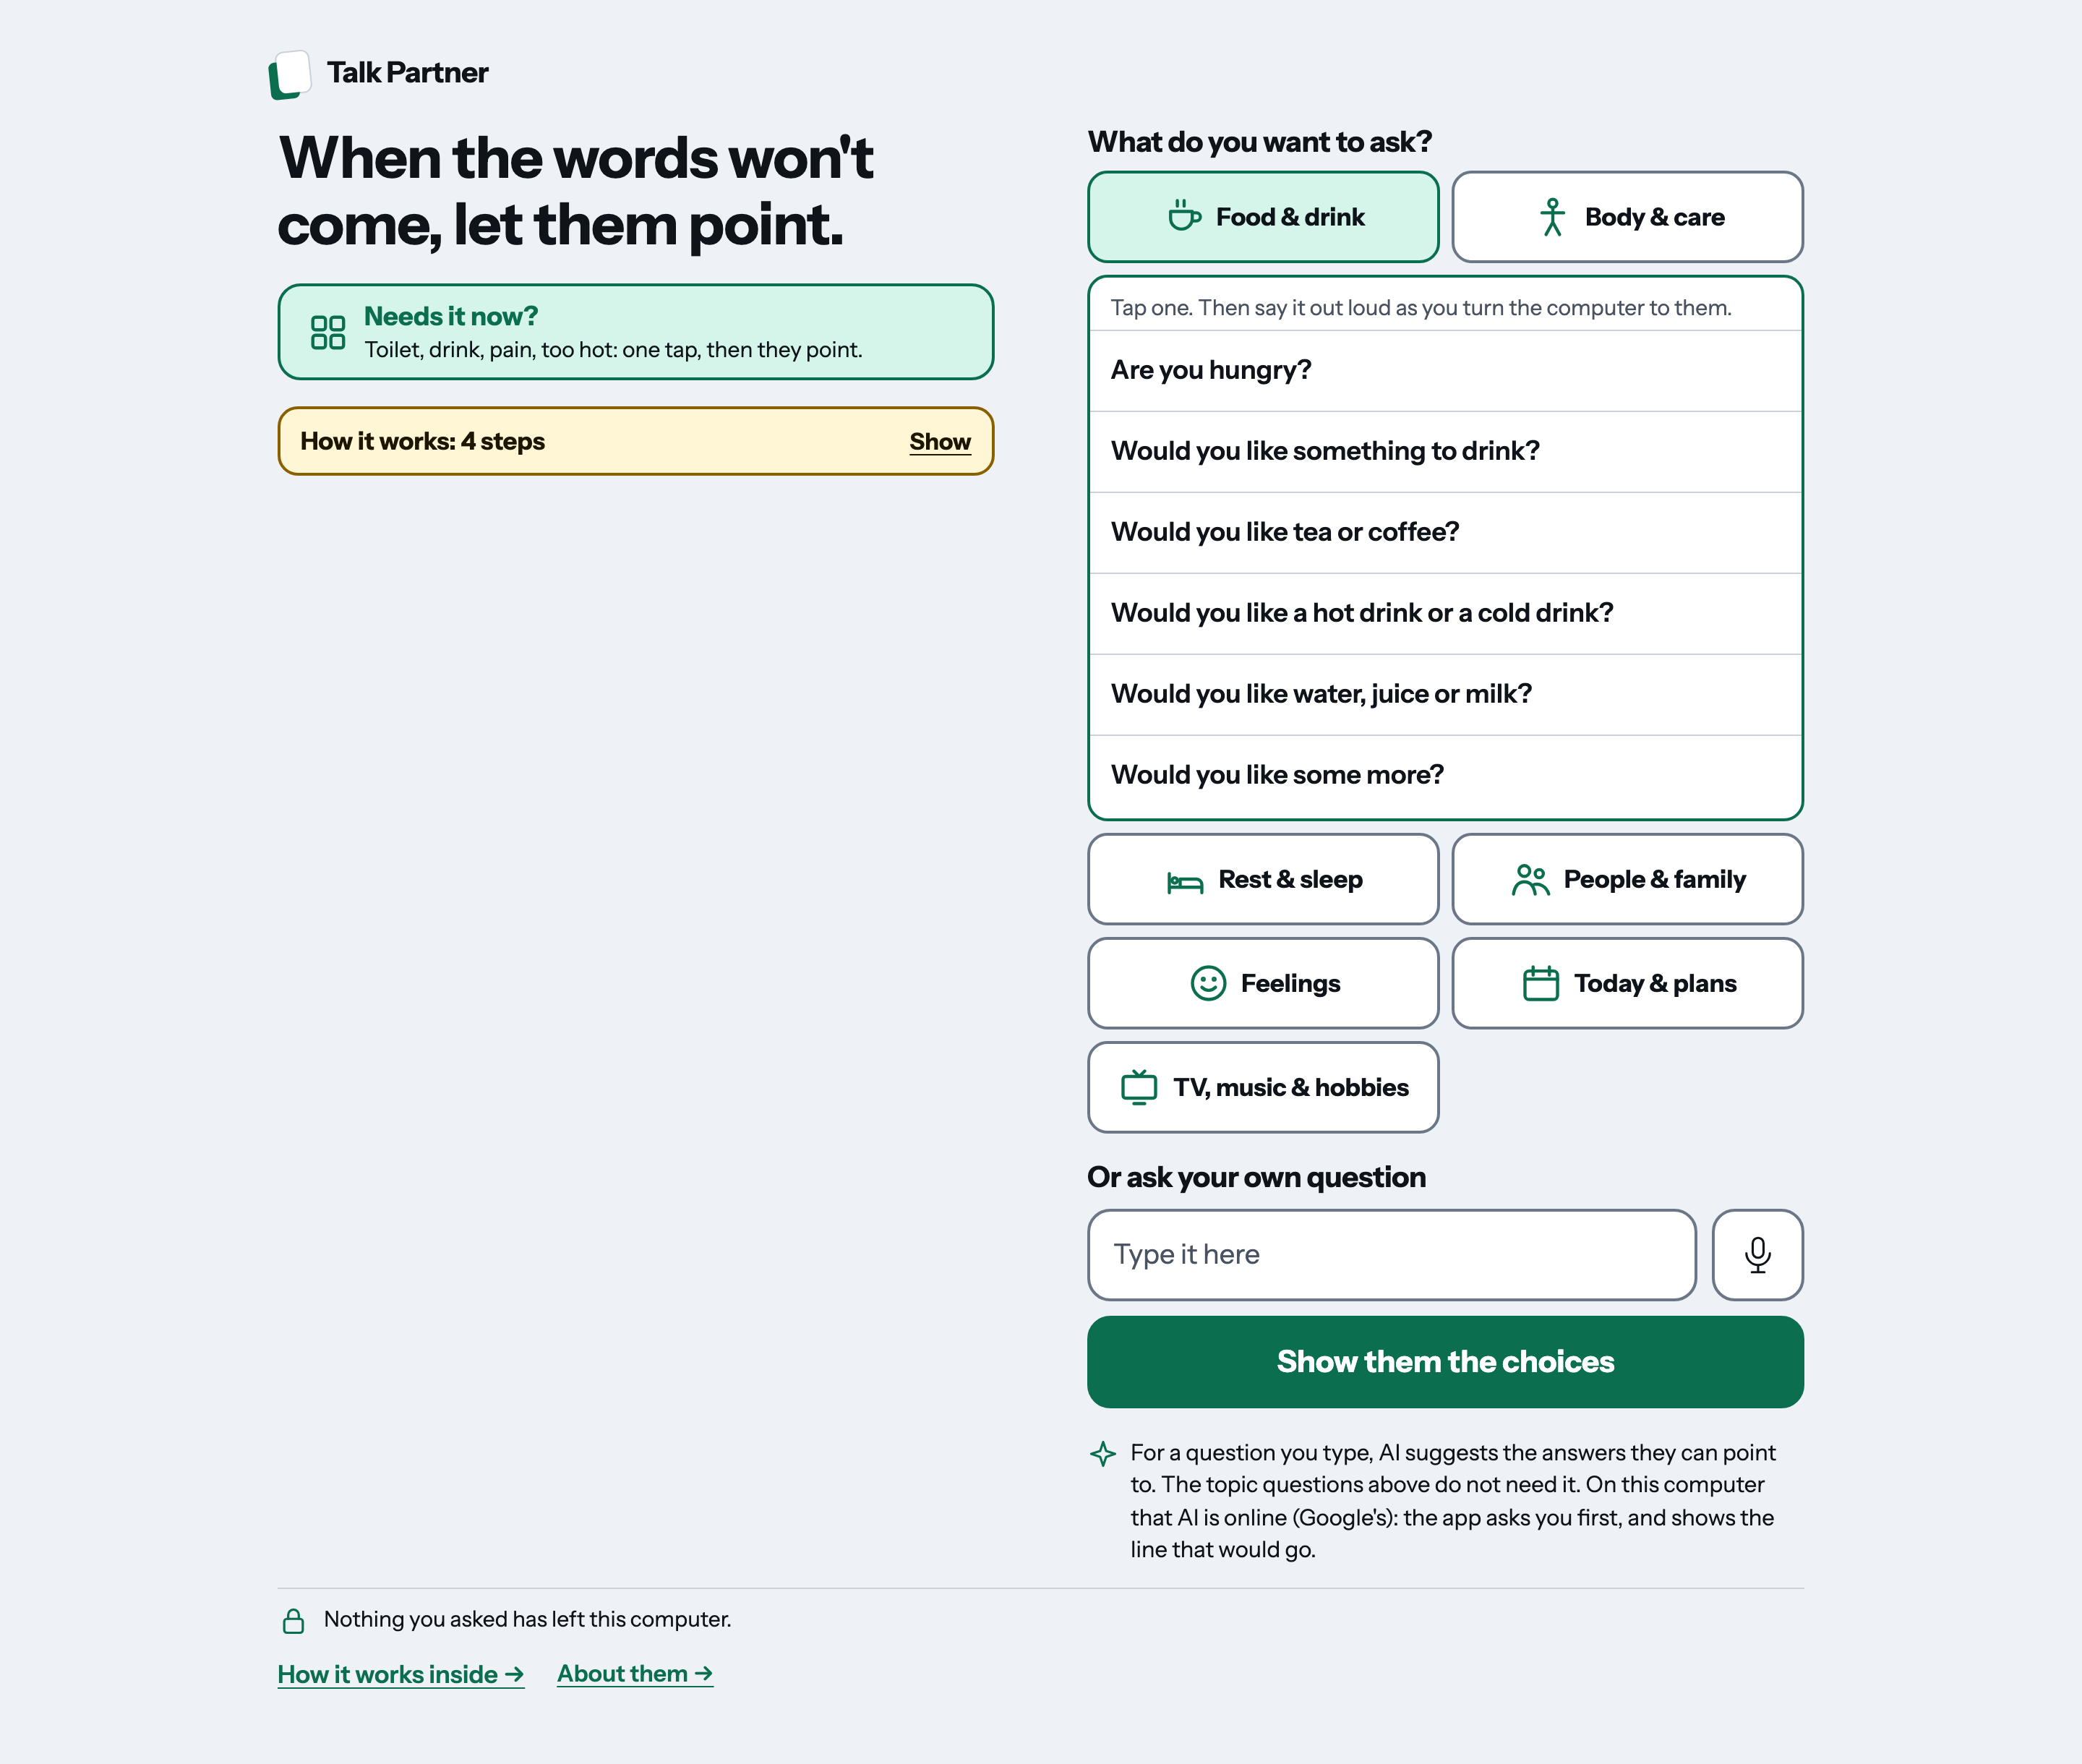 Talk Partner
When the words won't
come, let them point.
Needs it now?
Toilet, drink, pain, too hot: one tap, then they point.
How it works: 4 steps
Show
What do you want to ask?
Food & drink
Body & care
Tap one. Then say it out loud as you turn the computer to them.
Are you hungry?
Would you like something to drink?
Would you like tea or coffee?
Would you like a hot drink or a cold drink?
Would you like water, juice or milk?
Would you like some more?
Rest & sleep
People & family
Feelings
Today & plans
TV, music & hobbies
Or ask your own question
Type it here
Show them the choices
For a question you type, AI suggests the answers they can point
to. The topic questions above do not need it. On this computer
that AI is online (Google's): the app asks you first, and shows the
line that would go.
Nothing you asked has left this computer.
How it works inside →
About them →